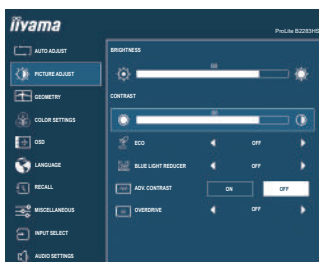 iiyama
ProLite B2283HS
AUTO ADJUST
PICTURE ADJUST
GEOMETRY
COLOR SETTINGS
OSD
LANGUAGE
RECALL
MISCELLANEOUS
INPUT SELECT
AUDIO SETTINGS
BRIGHTNESS
CONTRAST
ECO OFF
BLUE LIGHT REDUCER OFF
ADV. CONTRAST ON OFF
OVERDRIVE OFF